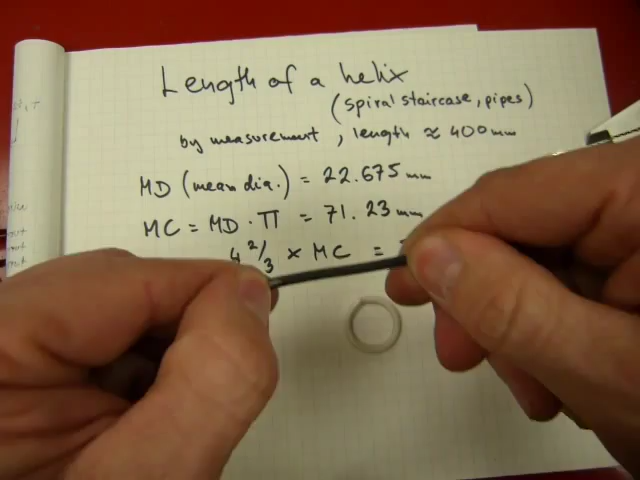 Length of a helix
(spiral staircase, pipes)
by measurement, length ≈ 400 mm
MD (mean dia.) = 22.675 mm
MC = MD · π = 71.23 mm
4 2/3 × MC =